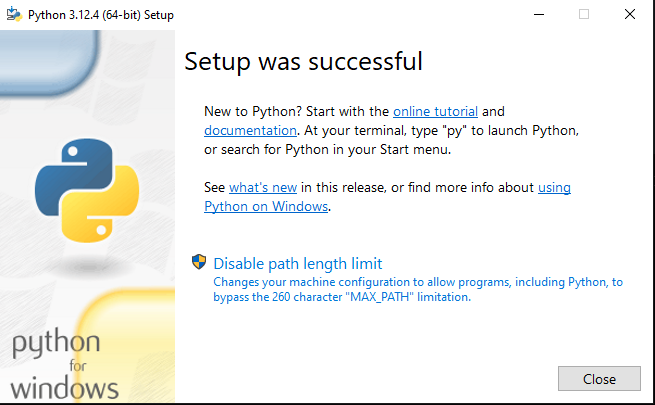 Python 3.12.4 (64-bit) Setup
Setup was successful
New to Python? Start with the online tutorial and
documentation. At your terminal, type "py" to launch Python,
or search for Python in your Start menu.
See what's new in this release, or find more info about using
Python on Windows.
Disable path length limit
Changes your machine configuration to allow programs, including Python, to
bypass the 260 character "MAX_PATH" limitation.
python
for
windows
Close